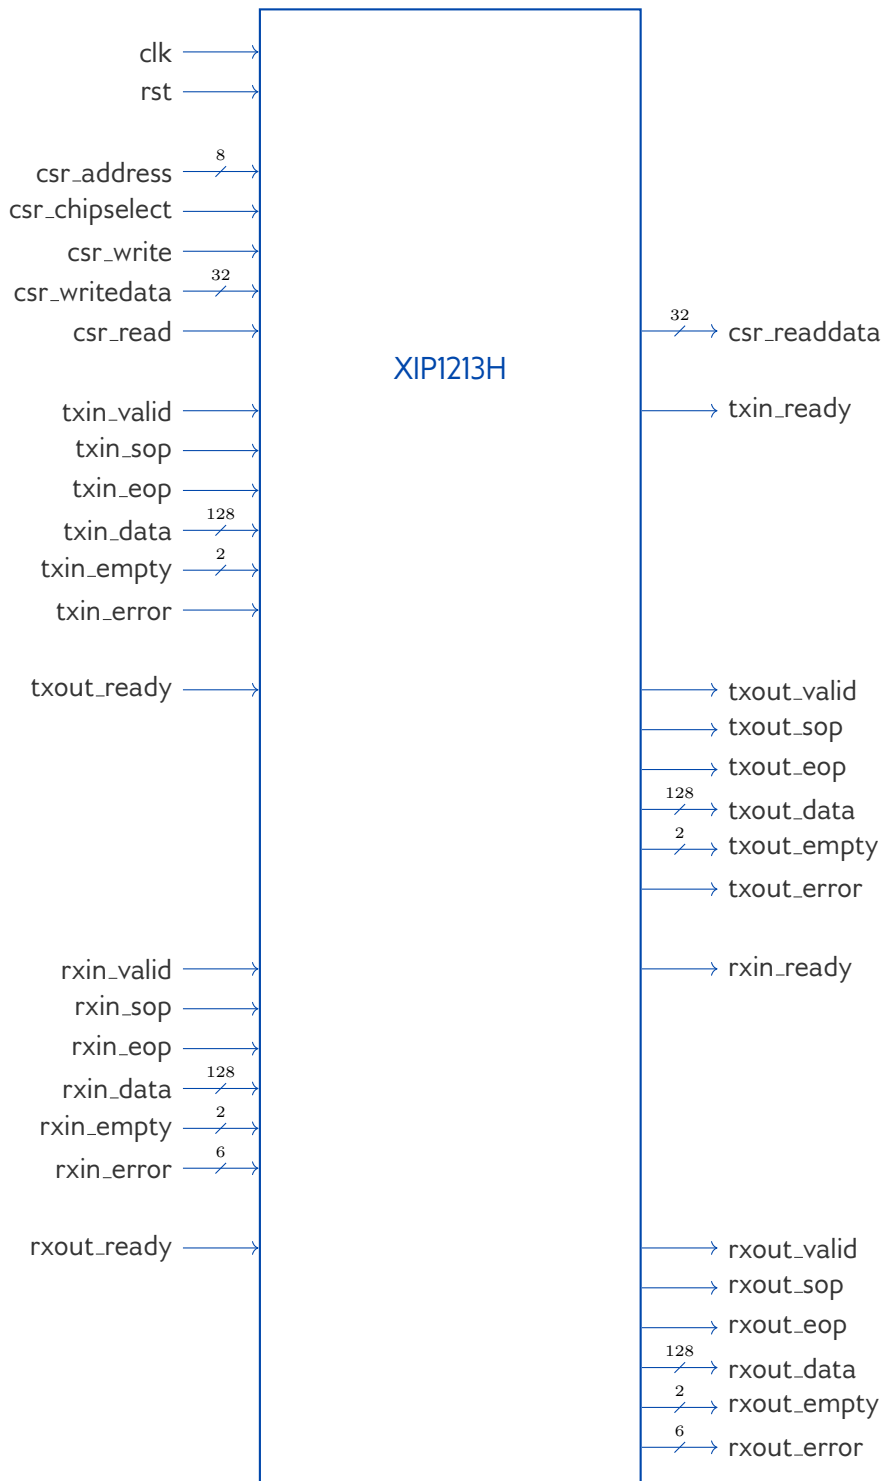 clk
rst
8
csr_address
csr_chipselect
csr_write
32
csr_writedata
csr_read
32
csr_readdata
XIP1213H
txin_valid
txin_ready
txin_sop
txin_eop
128
txin_data
2
txin_empty
txin_error
txout_ready
txout_valid
txout_sop
txout_eop
128
txout_data
2
txout_empty
txout_error
rxin_valid
rxin_ready
rxin_sop
rxin_eop
128
rxin_data
2
rxin_empty
6
rxin_error
rxout_ready
rxout_valid
rxout_sop
rxout_eop
128
rxout_data
2
rxout_empty
6
rxout_error